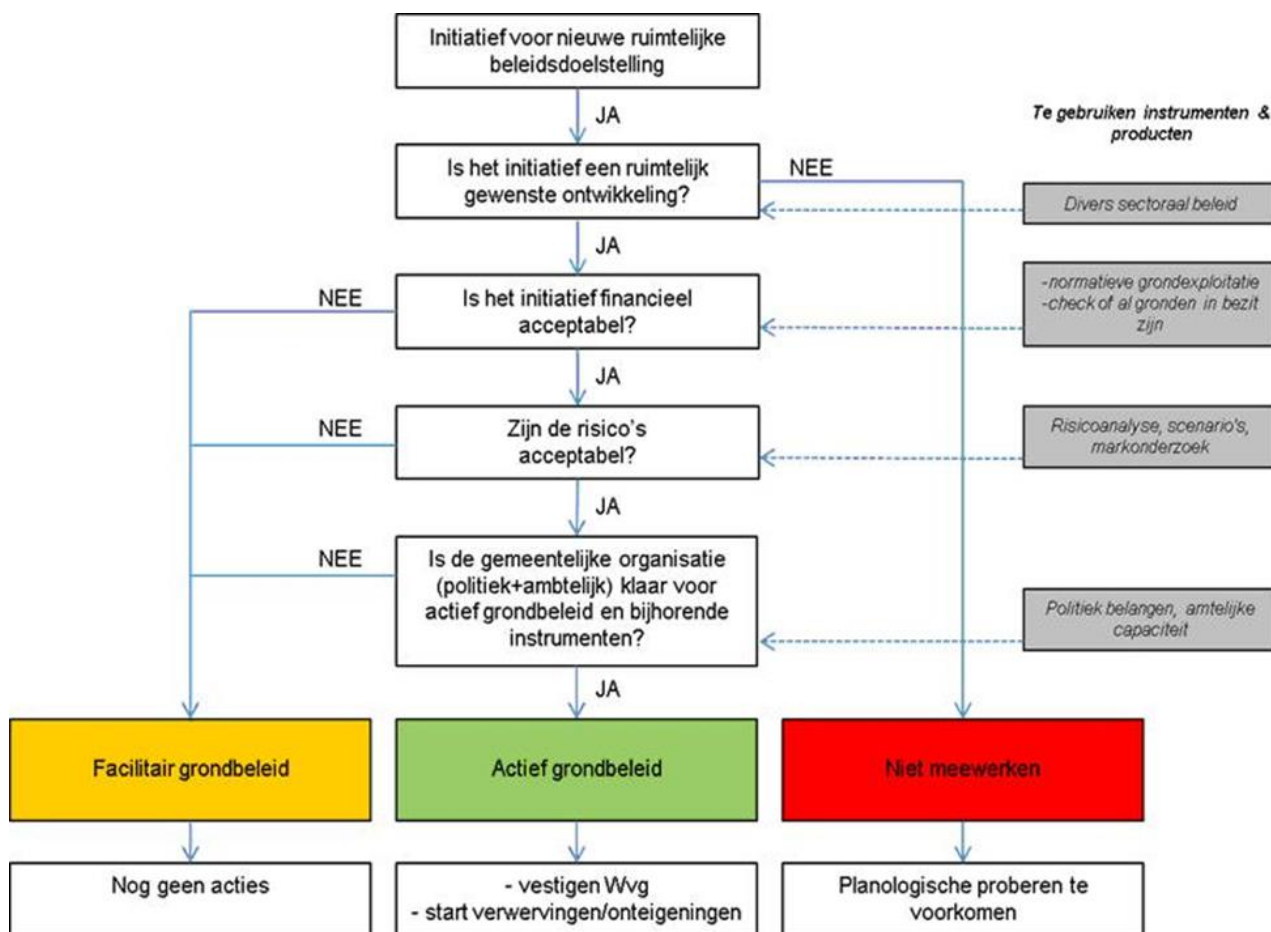 Initiatief voor nieuwe ruimtelijke
beleidsdoelstelling
JA
Te gebruiken instrumenten &
producten
Is het initiatief een ruimtelijk
gewenste ontwikkeling?
NEE
Divers sectoraal beleid
JA
NEE
Is het initiatief financieel
acceptabel?
-normatieve grondexploitatie
-check of al gronden in bezit
zijn
JA
NEE
Zijn de risico's
acceptabel?
Risicoanalyse, scenario's,
markonderzoek
JA
NEE
Is de gemeentelijke organisatie
(politiek+ambtelijk) klaar voor
actief grondbeleid en bijhorende
instrumenten?
Politiek belangen, amtelijke
capaciteit
JA
Facilitair grondbeleid
Actief grondbeleid
Niet meewerken
Nog geen acties
- vestigen Wvg
- start verwervingen/onteigeningen
Planologische proberen te
voorkomen